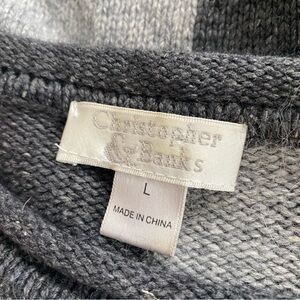 Christopher
& Banks
L
MADE IN CHINA